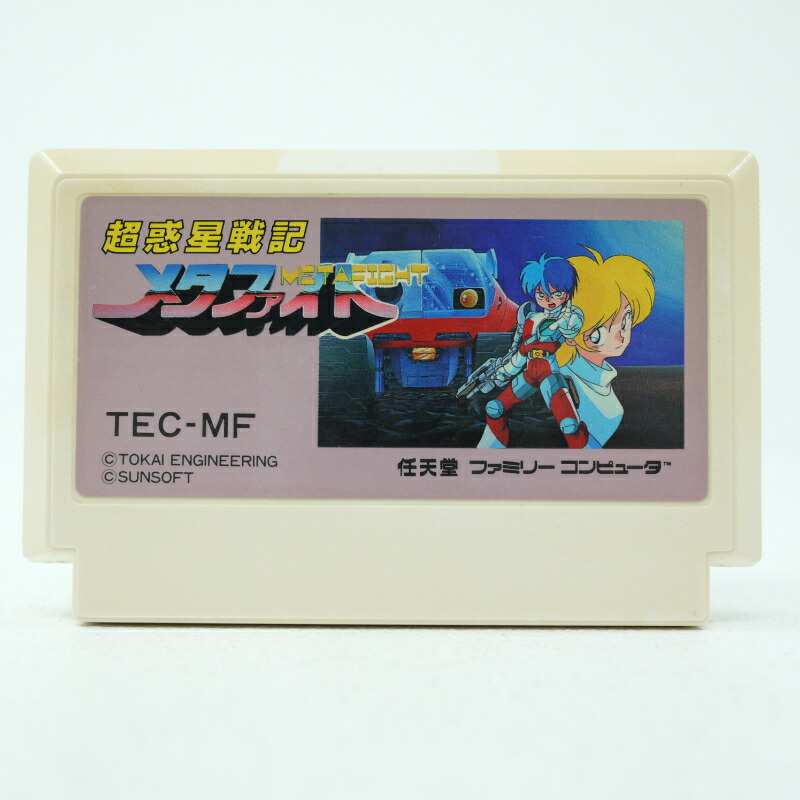 超惑星戦記
メタファイト
METAFIGHT
TEC-MF
©TOKAI ENGINEERING
©SUNSOFT
任天堂 ファミリー コンピュータ™